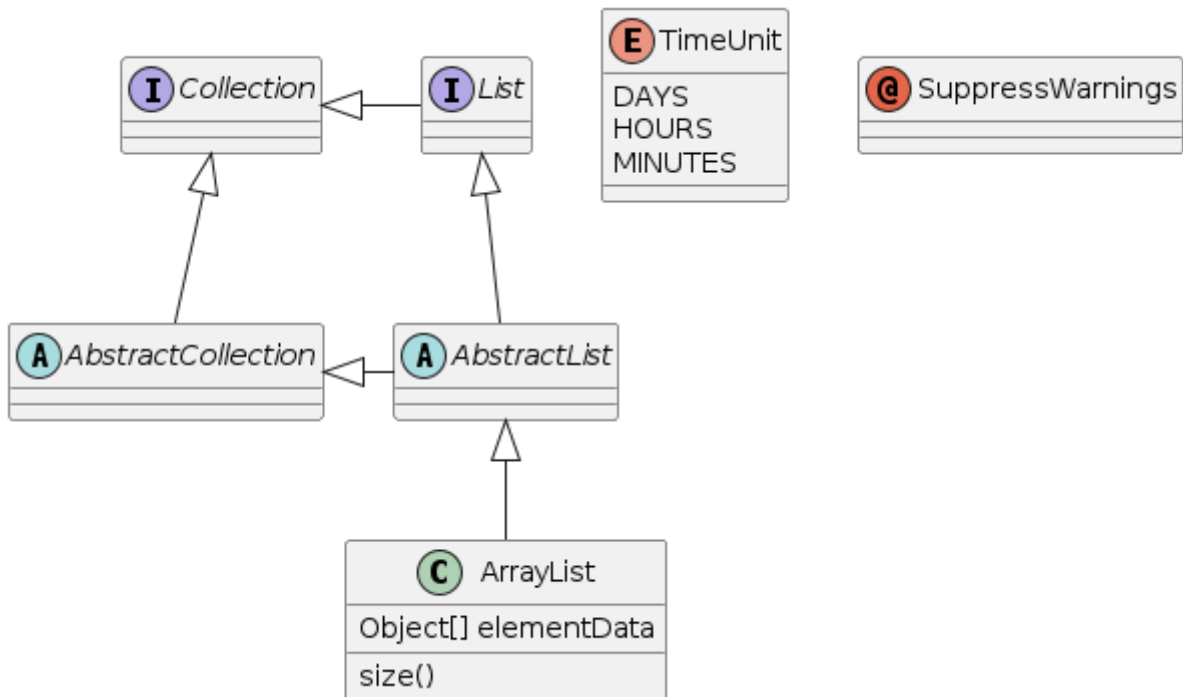 I Collection
I List
E TimeUnit
DAYS
HOURS
MINUTES
@ SuppressWarnings
A AbstractCollection
A AbstractList
C ArrayList
Object[] elementData
size()